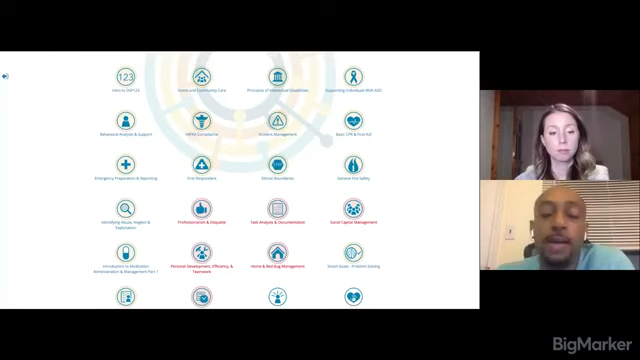 123
Intro to DSP123
Home and Community Care
Principles of Intellectual Disabilities
Supporting Individuals With ASD
Behavioral Analysis & Support
HIPAA Compliance
Incident Management
Basic CPR & First Aid
Emergency Preparation & Reporting
First Responders
Ethical Boundaries
General Fire Safety
Identifying Abuse, Neglect &
Exploitation
Professionalism & Etiquette
Task Analysis & Documentation
Social Capital Management
Introduction to Medication
Administration & Management Part 1
Personal Development, Efficiency, &
Teamwork
Home & Bed Bug Management
Smart Goals - Problem Solving
BigMarker